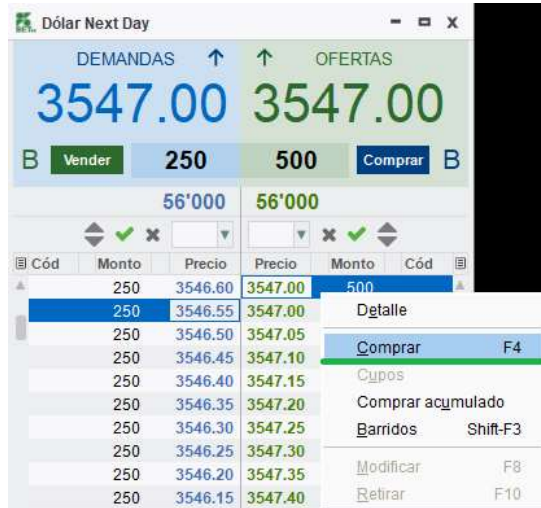 Dólar Next Day
DEMANDAS OFERTAS
3547.00 3547.00
B Vender 250 500 Comprar B
56'000 56'000
Cód Monto Precio Precio Monto Cód
250 3546.60 3547.00 500
250 3546.55 3547.00
250 3546.50 3547.05
250 3546.45 3547.10
250 3546.40 3547.15
250 3546.35 3547.20
250 3546.30 3547.25
250 3546.25 3547.30
250 3546.20 3547.35
250 3546.15 3547.40
Detalle
Comprar F4
Cupos
Comprar acumulado
Barridos Shift-F3
Modificar F8
Retirar F10